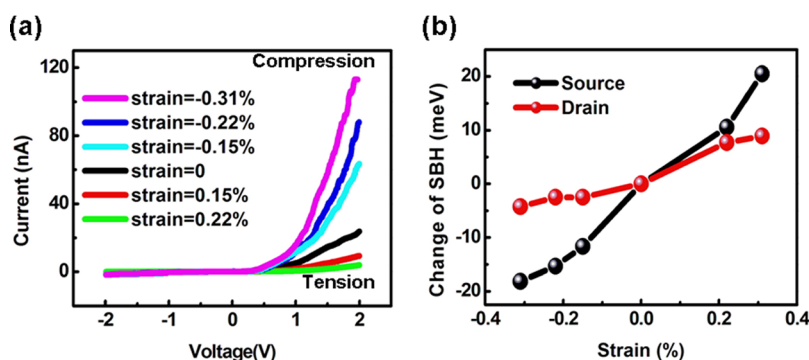 (a)
Compression
strain=-0.31%
strain=-0.22%
strain=-0.15%
strain=0
strain=0.15%
strain=0.22%
Tension
120
80
40
0
Current (nA)
-2
-1
0
1
2
Voltage(V)
(b)
Source
Drain
20
10
0
-10
-20
Change of SBH (meV)
-0.4
-0.2
0.0
0.2
0.4
Strain (%)